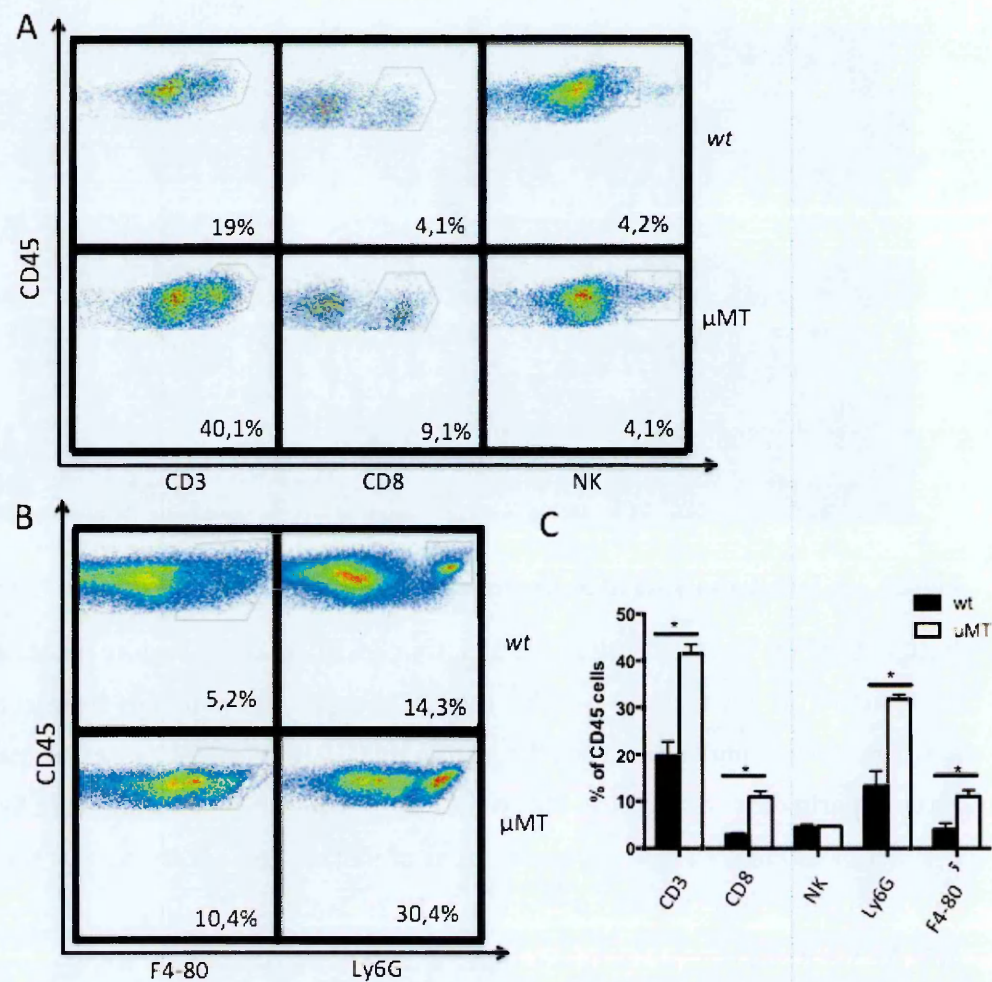 A
CD45
wt
19%
4,1%
4,2%
µMT
40,1%
9,1%
4,1%
CD3
CD8
NK
B
CD45
wt
5,2%
14,3%
µMT
10,4%
30,4%
F4-80
Ly6G
C
% of CD45 cells
50
40
30
20
10
0
wt
µMT
*
*
*
*
CD3
CD8
NK
Ly6G
F4-80
5